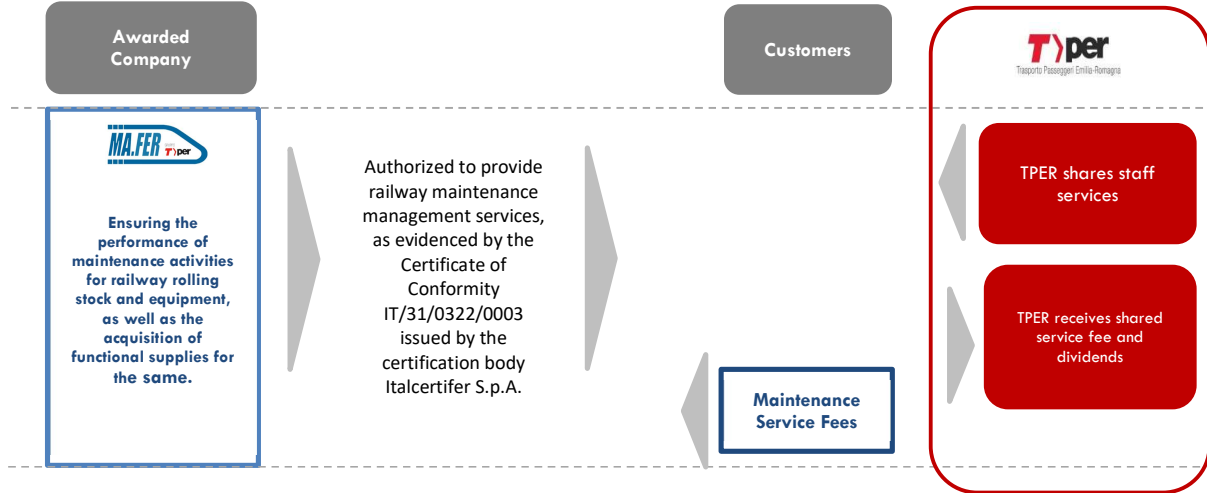 Awarded
Company
Customers
T>per
Trasporto Passeggeri Emilia-Romagna
MA.FER
T>per
Ensuring the
performance of
maintenance activities
for railway rolling
stock and equipment,
as well as the
acquisition of
functional supplies for
the same.
Authorized to provide
railway maintenance
management services,
as evidenced by the
Certificate of
Conformity
IT/31/0322/0003
issued by the
certification body
Italcertifer S.p.A.
Maintenance
Service Fees
TPER shares staff
services
TPER receives shared
service fee and
dividends